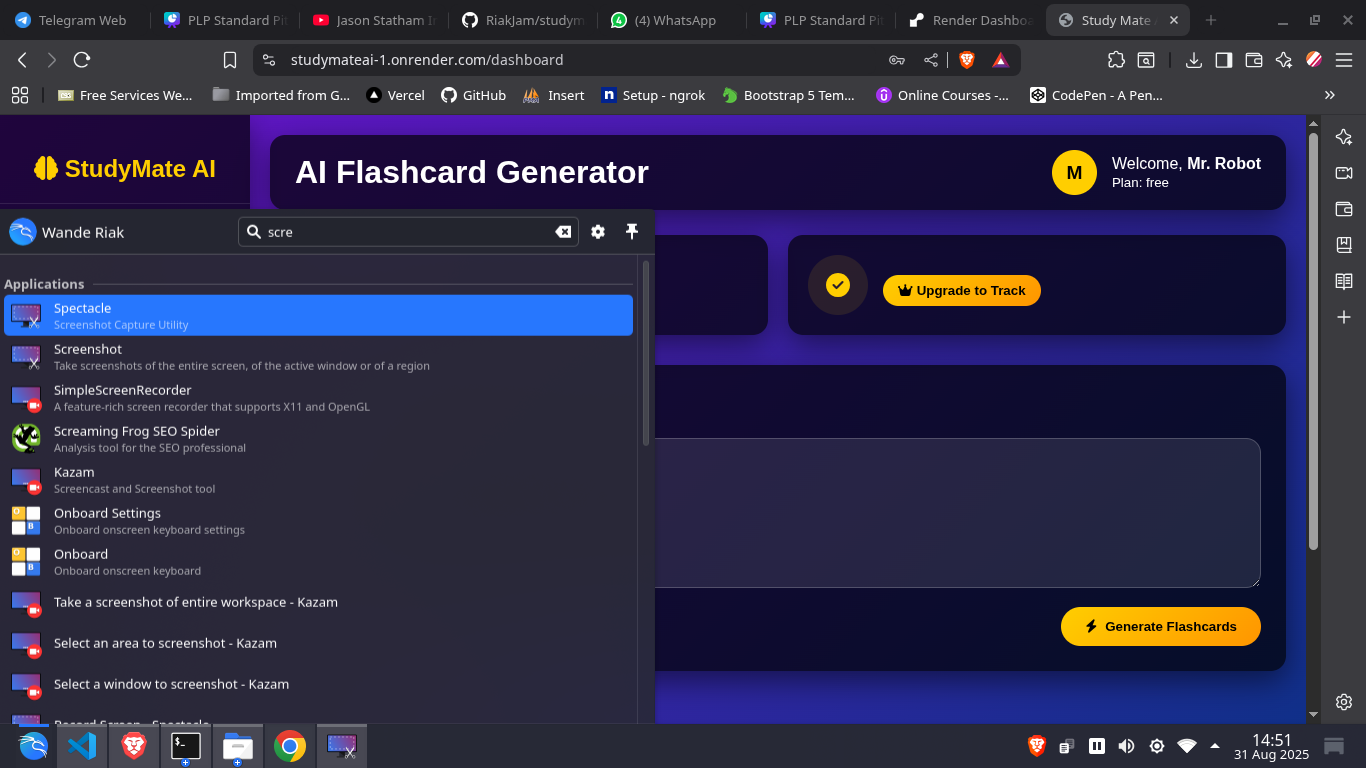 Telegram Web
PLP Standard Pit
Jason Statham I
RiakJam/studym
(4) WhatsApp
PLP Standard Pit
Render Dashboa
Study Mate
studymateai-1.onrender.com/dashboard
Free Services We...
Imported from G...
Vercel
GitHub
Insert
Setup - ngrok
Bootstrap 5 Tem...
Online Courses -...
CodePen - A Pen...
StudyMate AI
AI Flashcard Generator
M
Welcome, Mr. Robot
Plan: free
Upgrade to Track
Generate Flashcards
Wande Riak
scre
Applications
Spectacle
Screenshot Capture Utility
Screenshot
Take screenshots of the entire screen, of the active window or of a region
SimpleScreenRecorder
A feature-rich screen recorder that supports X11 and OpenGL
Screaming Frog SEO Spider
Analysis tool for the SEO professional
Kazam
Screencast and Screenshot tool
Onboard Settings
Onboard onscreen keyboard settings
Onboard
Onboard onscreen keyboard
Take a screenshot of entire workspace - Kazam
Select an area to screenshot - Kazam
Select a window to screenshot - Kazam
Record Screen - Spectacle
14:51
31 Aug 2025